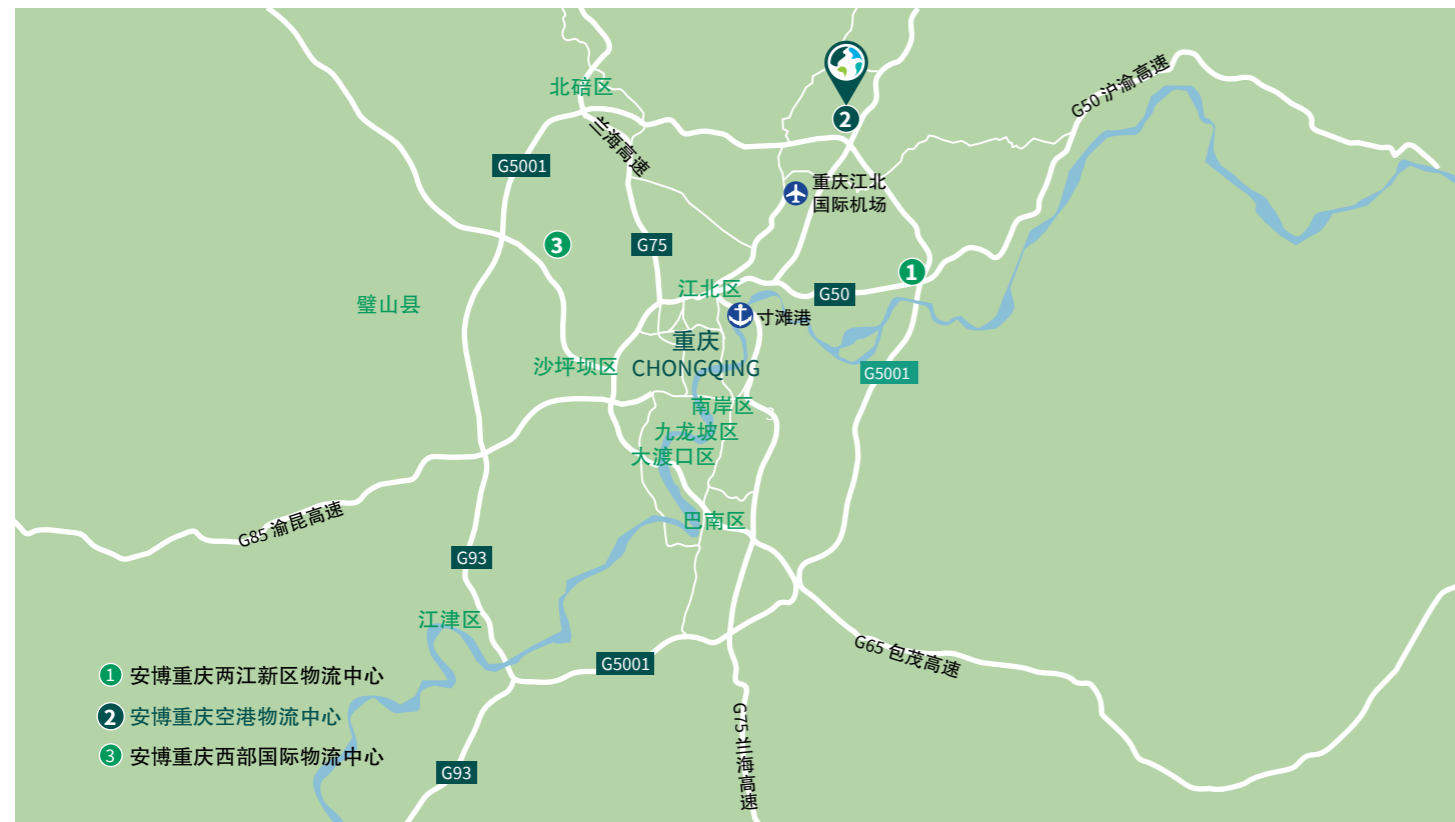 北碚区
2
G50 沪渝高速
兰海高速
G5001
重庆江北
国际机场
3
G75
1
江北区
G50
璧山县
寸滩港
重庆
CHONGQING
沙坪坝区
G5001
南岸区
九龙坡区
大渡口区
G85 渝昆高速
巴南区
G93
江津区
G65 包茂高速
G5001
1 安博重庆两江新区物流中心
2 安博重庆空港物流中心
3 安博重庆西部国际物流中心
G75 兰海高速
G93